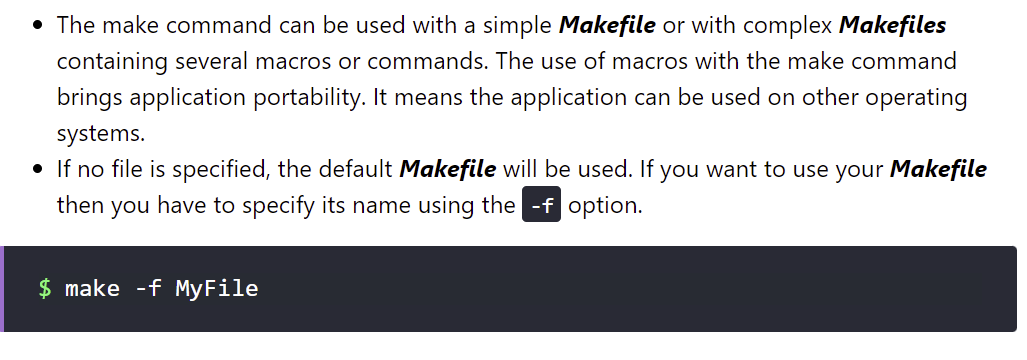 • The make command can be used with a simple Makefile or with complex Makefiles
containing several macros or commands. The use of macros with the make command
brings application portability. It means the application can be used on other operating
systems.
• If no file is specified, the default Makefile will be used. If you want to use your Makefile
then you have to specify its name using the -f option.
$ make -f MyFile